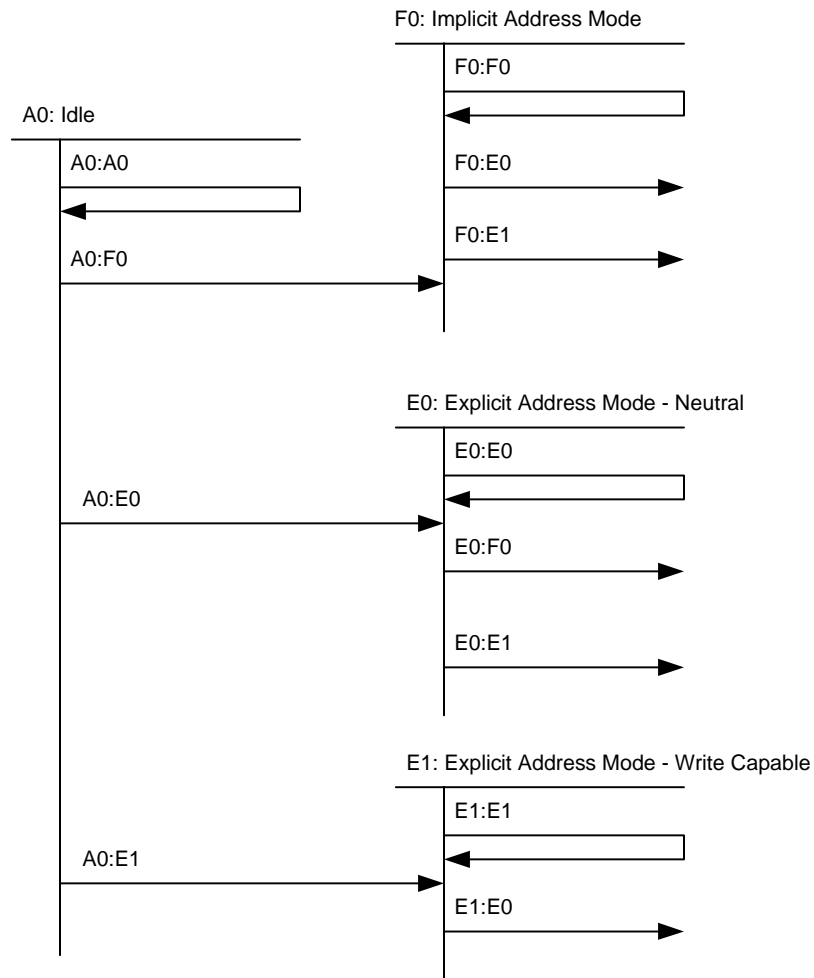 F0: Implicit Address Mode
F0:F0
A0: Idle
A0:A0
F0:E0
F0:E1
A0:F0
E0: Explicit Address Mode - Neutral
E0:E0
A0:E0
E0:F0
E0:E1
E1: Explicit Address Mode - Write Capable
E1:E1
A0:E1
E1:E0